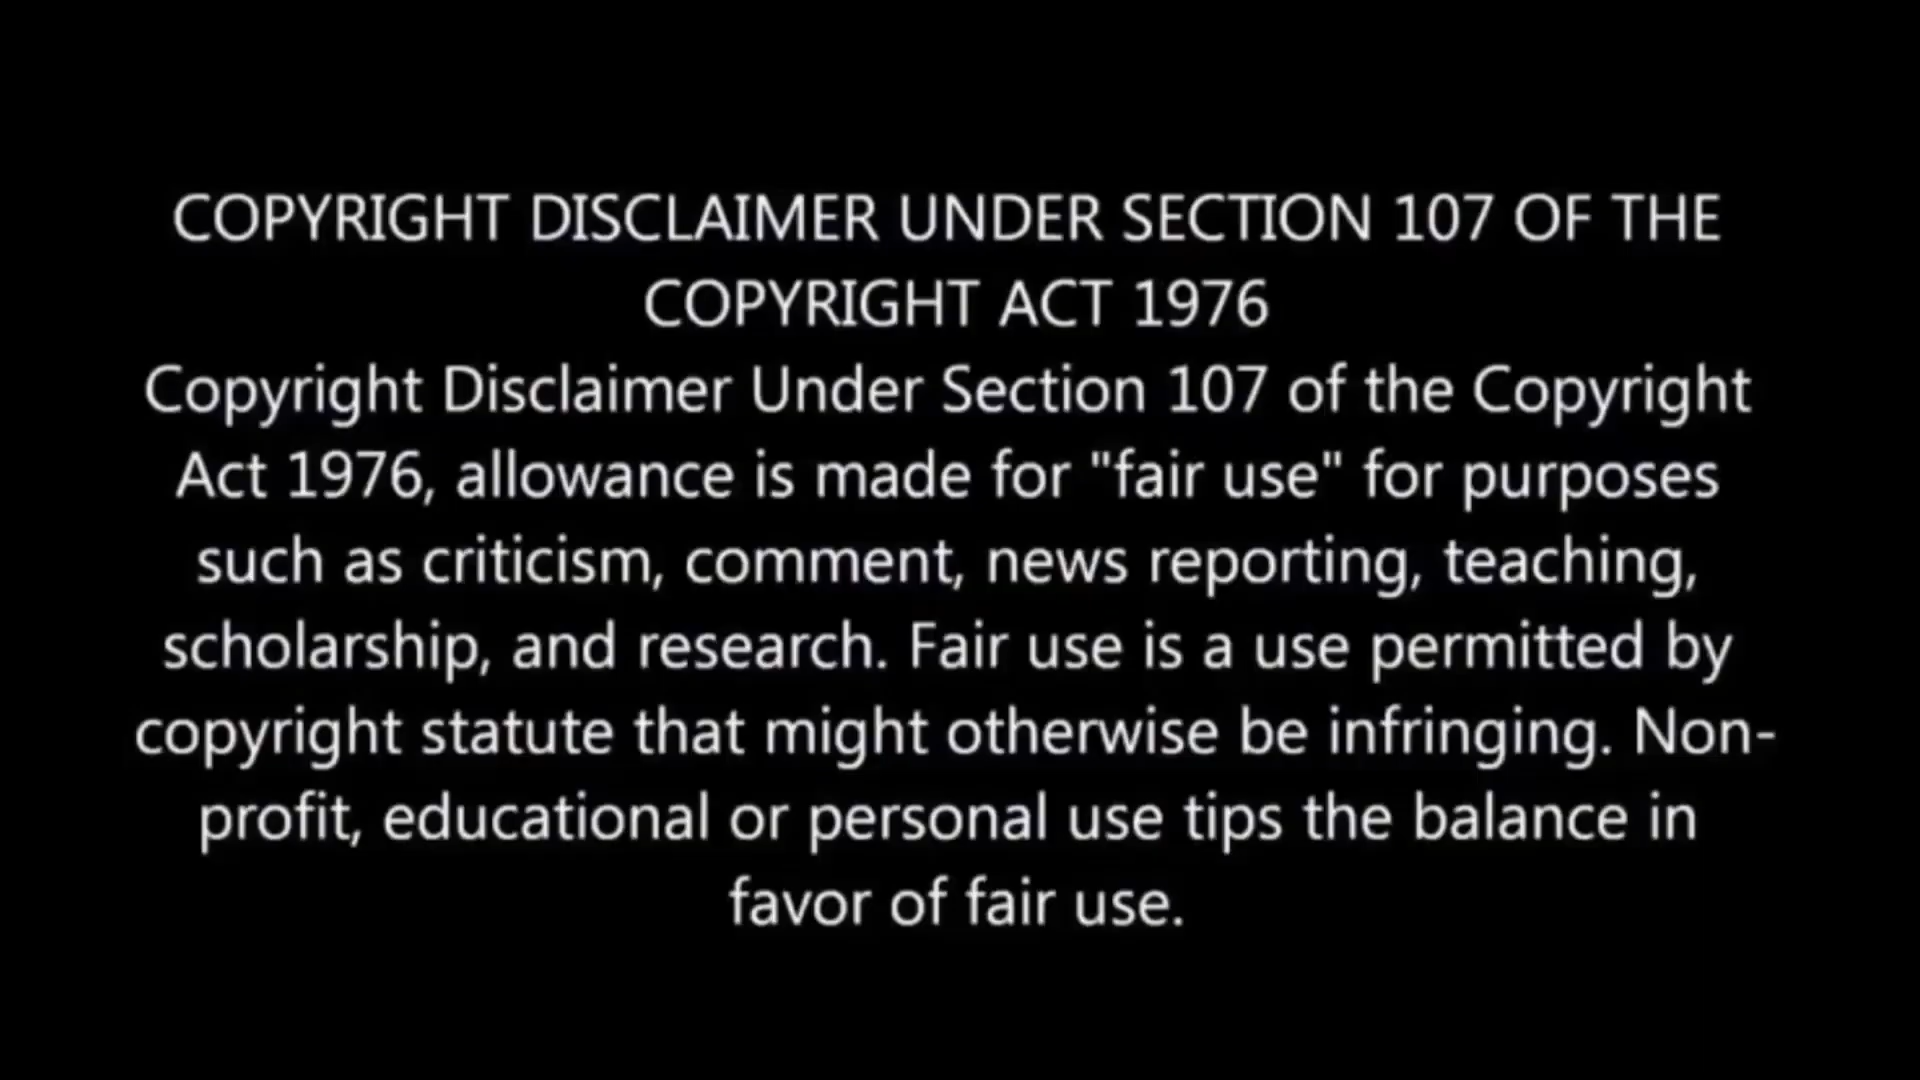 COPYRIGHT DISCLAIMER UNDER SECTION 107 OF THE
COPYRIGHT ACT 1976
Copyright Disclaimer Under Section 107 of the Copyright
Act 1976, allowance is made for "fair use" for purposes
such as criticism, comment, news reporting, teaching,
scholarship, and research. Fair use is a use permitted by
copyright statute that might otherwise be infringing. Non-
profit, educational or personal use tips the balance in
favor of fair use.